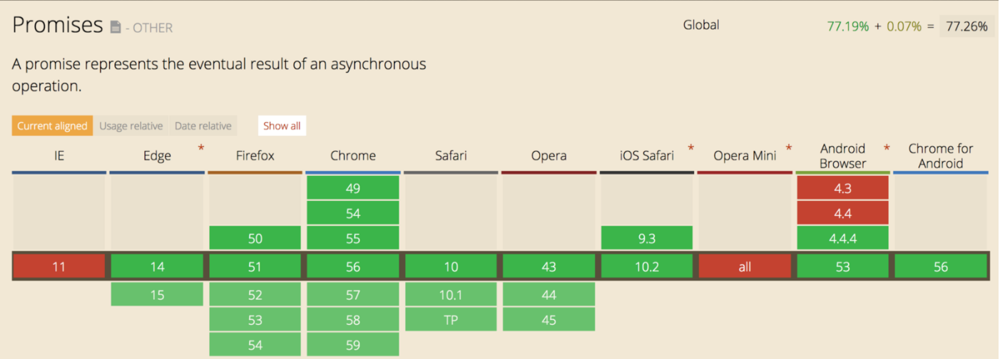 Promises - OTHER
Global 77.19% + 0.07% = 77.26%
A promise represents the eventual result of an asynchronous
operation.
Current aligned Usage relative Date relative Show all
IE Edge * Firefox Chrome Safari Opera iOS Safari * Opera Mini * Android Browser * Chrome for Android
49 4.3
54 4.4
50 55 9.3 4.4.4
11 14 51 56 10 43 10.2 all 53 56
15 52 57 10.1 44
53 58 TP 45
54 59